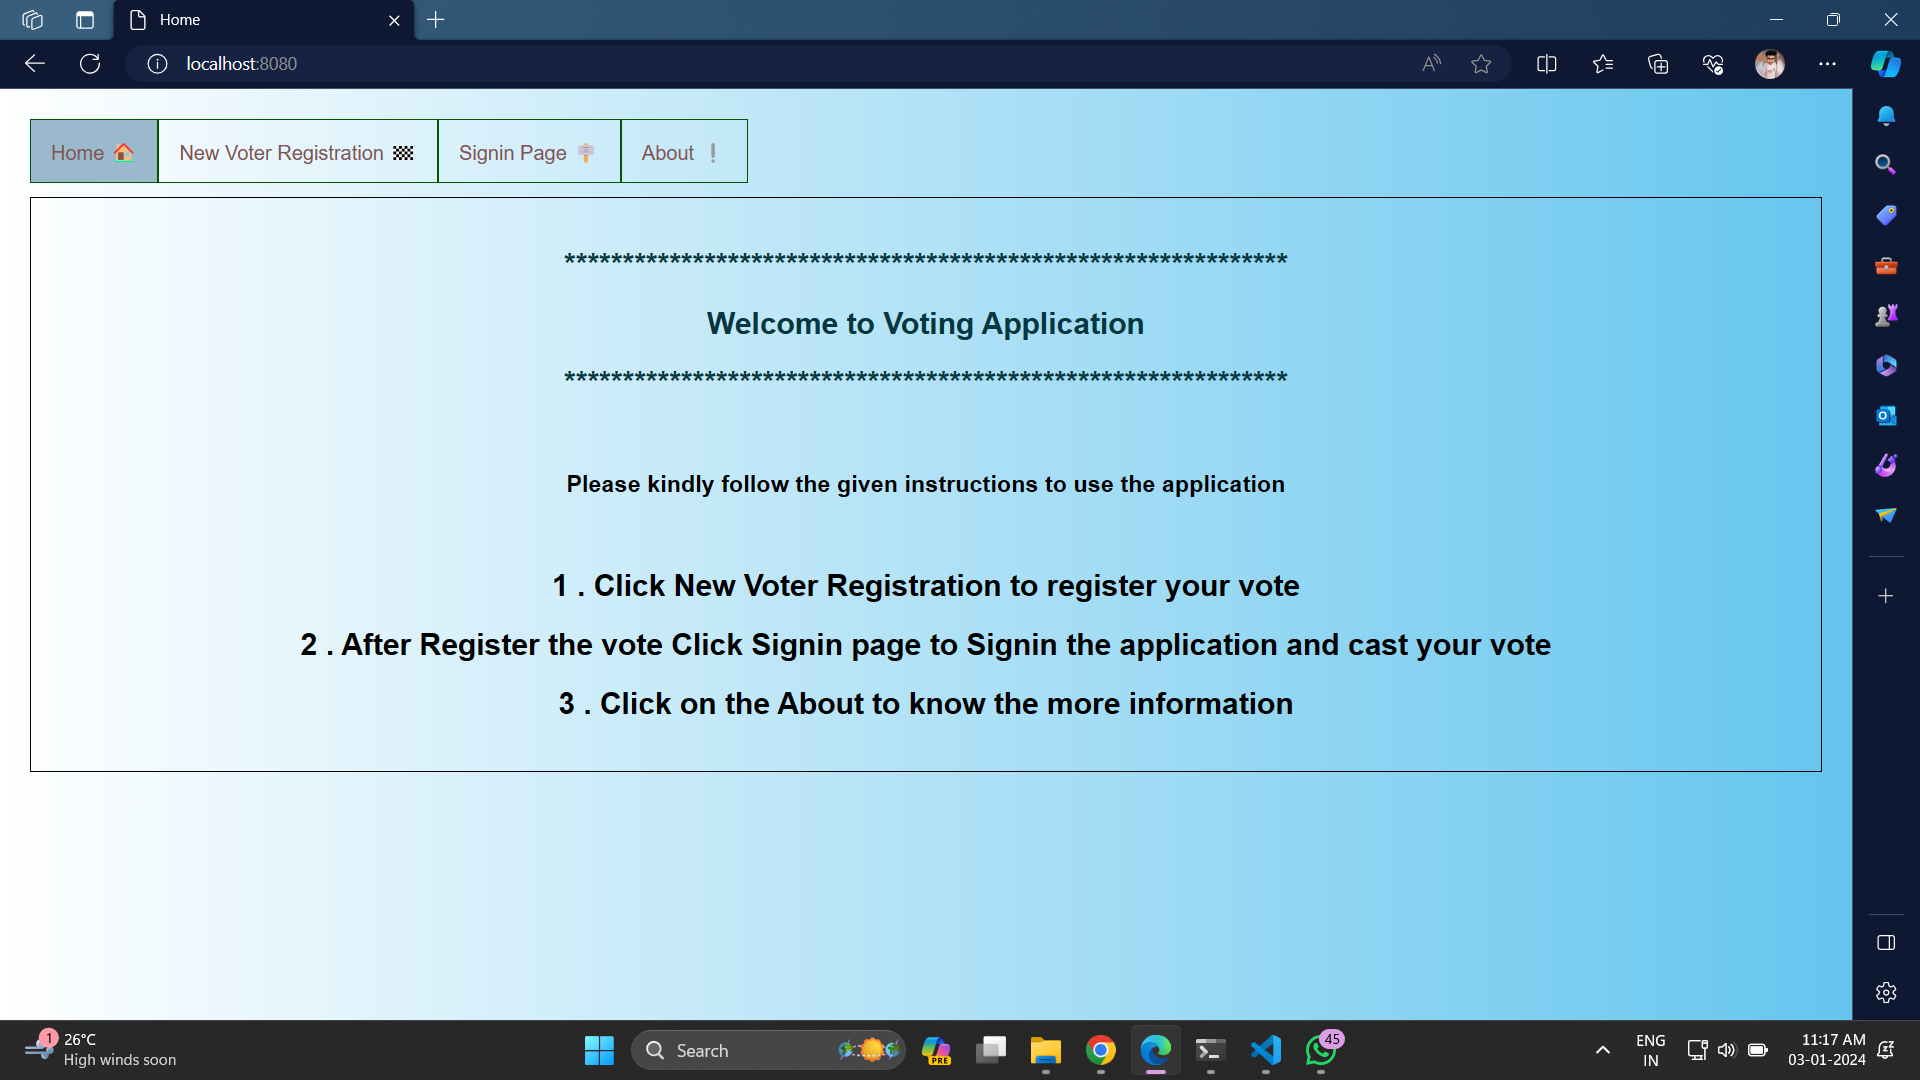 Home
localhost:8080
Home 🏠
New Voter Registration 🏁
Signin Page 🪧
About ❕
**************************************************************
Welcome to Voting Application
**************************************************************
Please kindly follow the given instructions to use the application
1 . Click New Voter Registration to register your vote
2 . After Register the vote Click Signin page to Signin the application and cast your vote
3 . Click on the About to know the more information
1
26°C
High winds soon
Search
PRE
45
ENG
IN
11:17 AM
03-01-2024